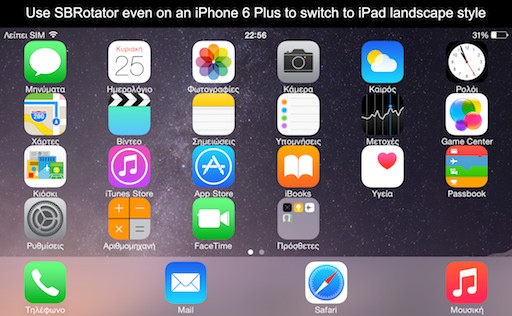 Use SBRotator even on an iPhone 6 Plus to switch to iPad landscape style
Λείπει SIM 22:56 31%
Κυριακή
25
Μηνύματα Ημερολόγιο Φωτογραφίες Κάμερα Καιρός Ρολόι
280
Χάρτες Βίντεο Σημειώσεις Υπομνήσεις Μετοχές Game Center
Κιόσκι iTunes Store App Store iBooks Υγεία Passbook
Ρυθμίσεις Αριθμομηχανή FaceTime Πρόσθετες
Τηλέφωνο Mail Safari Μουσική